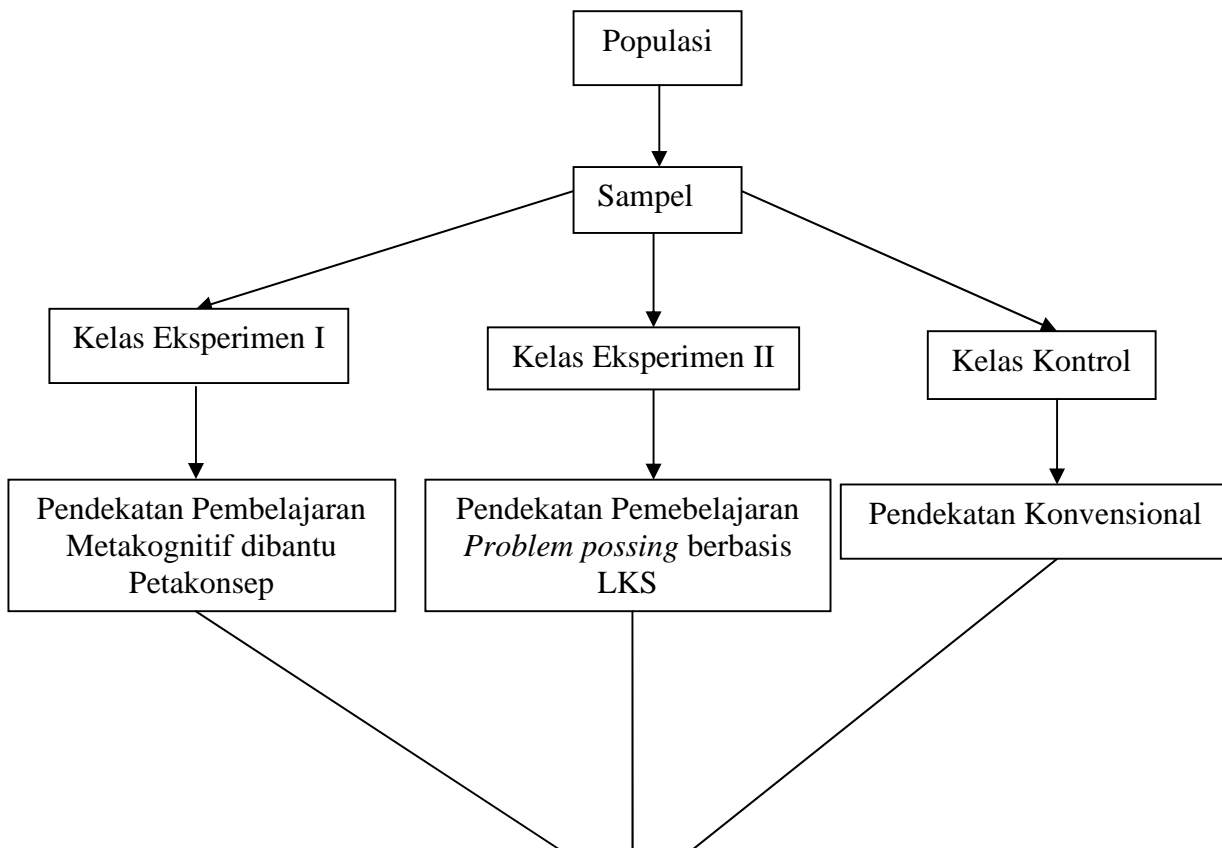 Populasi
Sampel
Kelas Eksperimen I
Kelas Eksperimen II
Kelas Kontrol
Pendekatan Pembelajaran
Metakognitif dibantu
Petakonsep
Pendekatan Pemebelajaran
Problem possing berbasis
LKS
Pendekatan Konvensional